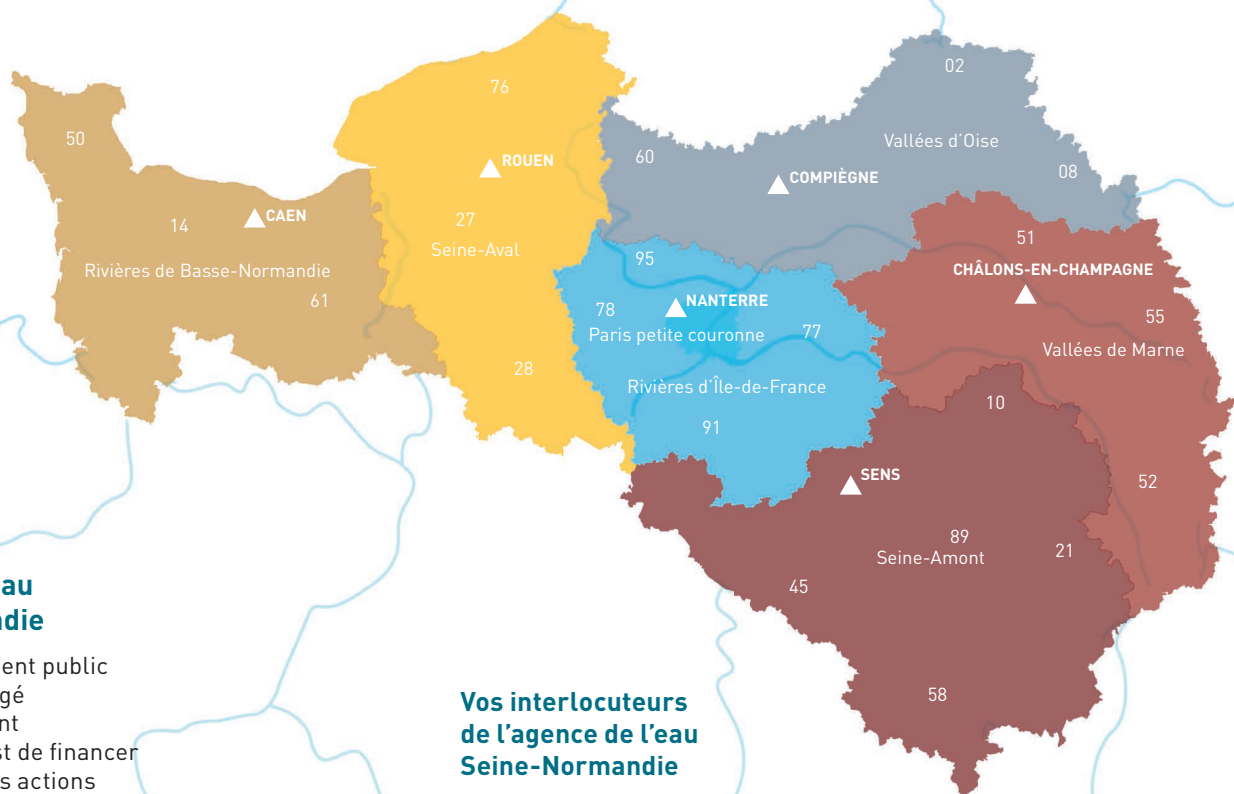 02
76
50
Vallées d'Oise
60
ROUEN
08
COMPIÈGNE
CAEN
14
27
51
Seine-Aval
95
Rivières de Basse-Normandie
CHÂLONS-EN-CHAMPAGNE
61
NANTERRE
78
55
77
Paris petite couronne
Vallées de Marne
28
Rivières d'Île-de-France
10
91
SENS
52
89
21
Seine-Amont
45
58
au
ndie
ent public
gé
nt
st de financer
s actions
Vos interlocuteurs
de l'agence de l'eau
Seine-Normandie